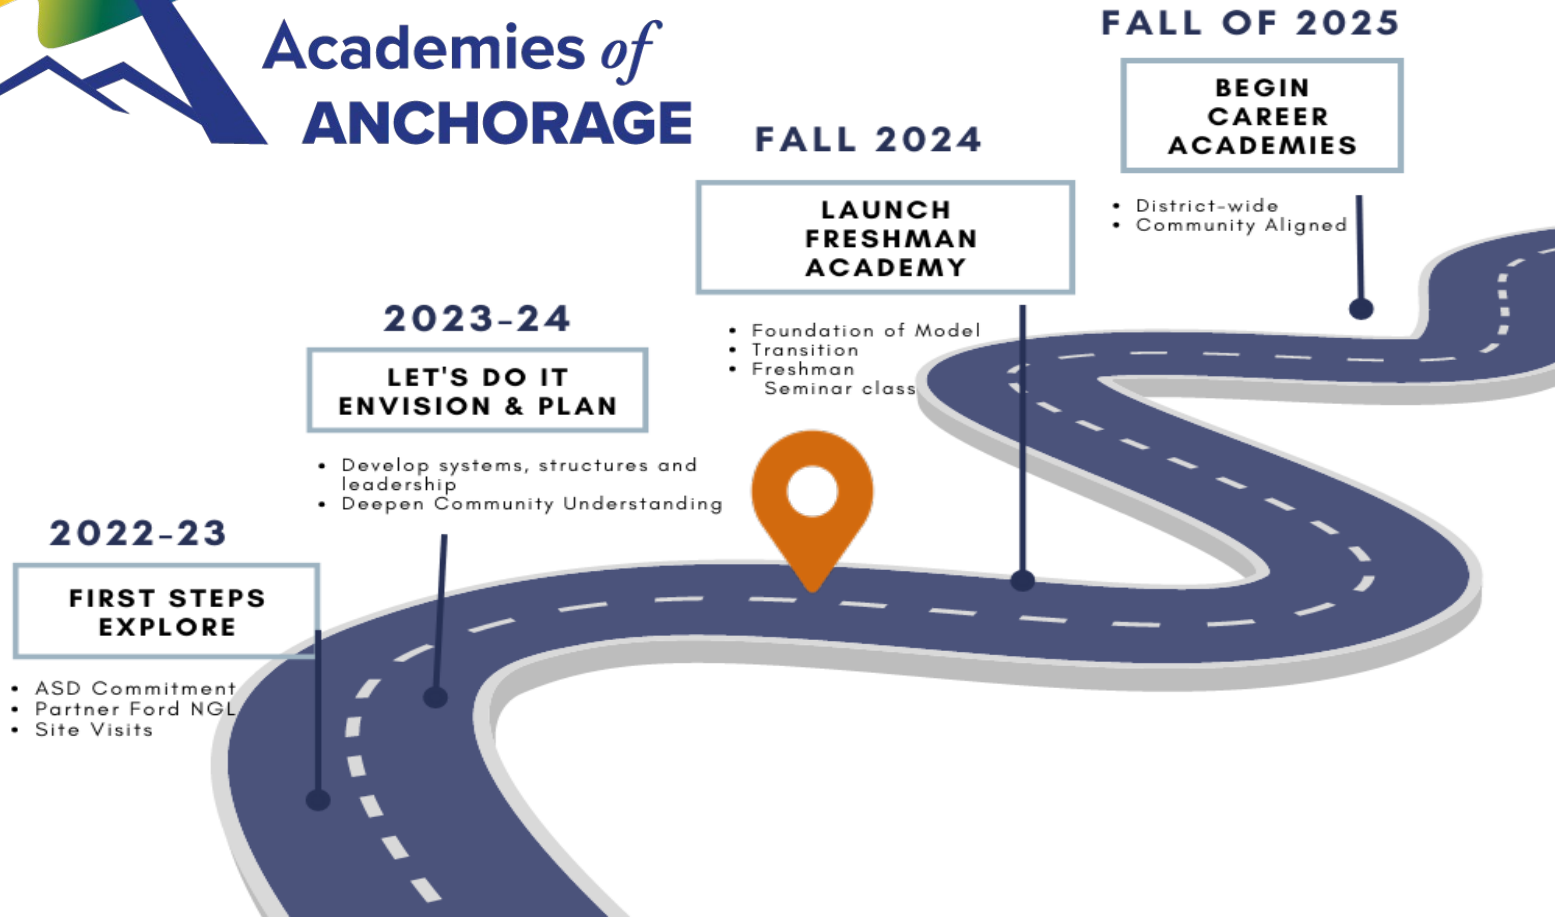 Academies of
ANCHORAGE
2022-23
FIRST STEPS
EXPLORE
• ASD Commitment
• Partner Ford NGL
• Site Visits
2023-24
LET'S DO IT
ENVISION & PLAN
• Develop systems, structures and
leadership
• Deepen Community Understanding
FALL 2024
LAUNCH
FRESHMAN
ACADEMY
• Foundation of Model
• Transition
• Freshman
Seminar class
FALL OF 2025
BEGIN
CAREER
ACADEMIES
• District-wide
• Community Aligned